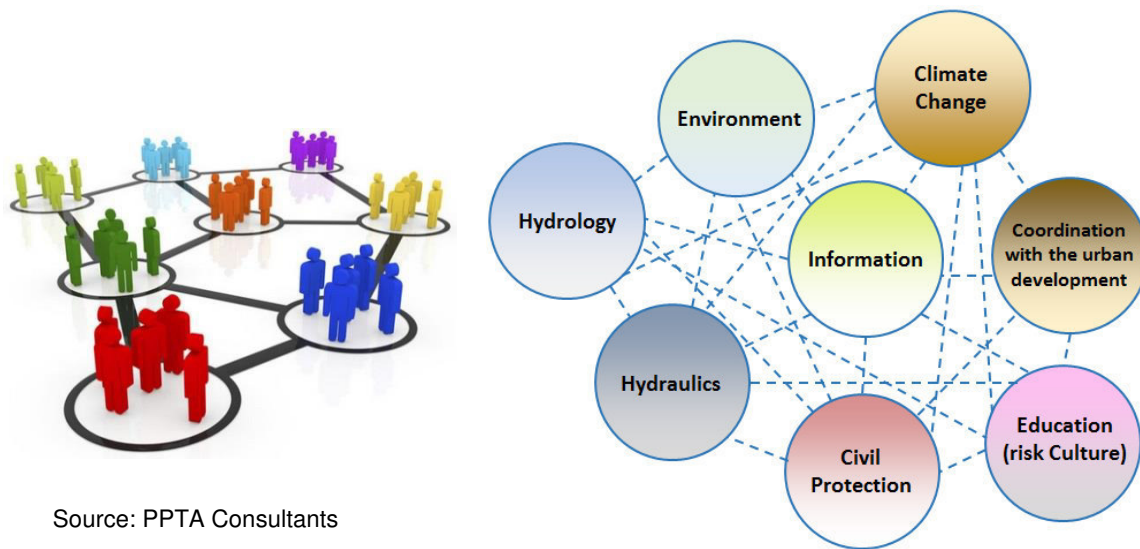 Climate
Change
Environment
Hydrology
Information
Coordination
with the urban
development
Hydraulics
Education
(risk Culture)
Civil
Protection
Source: PPTA Consultants